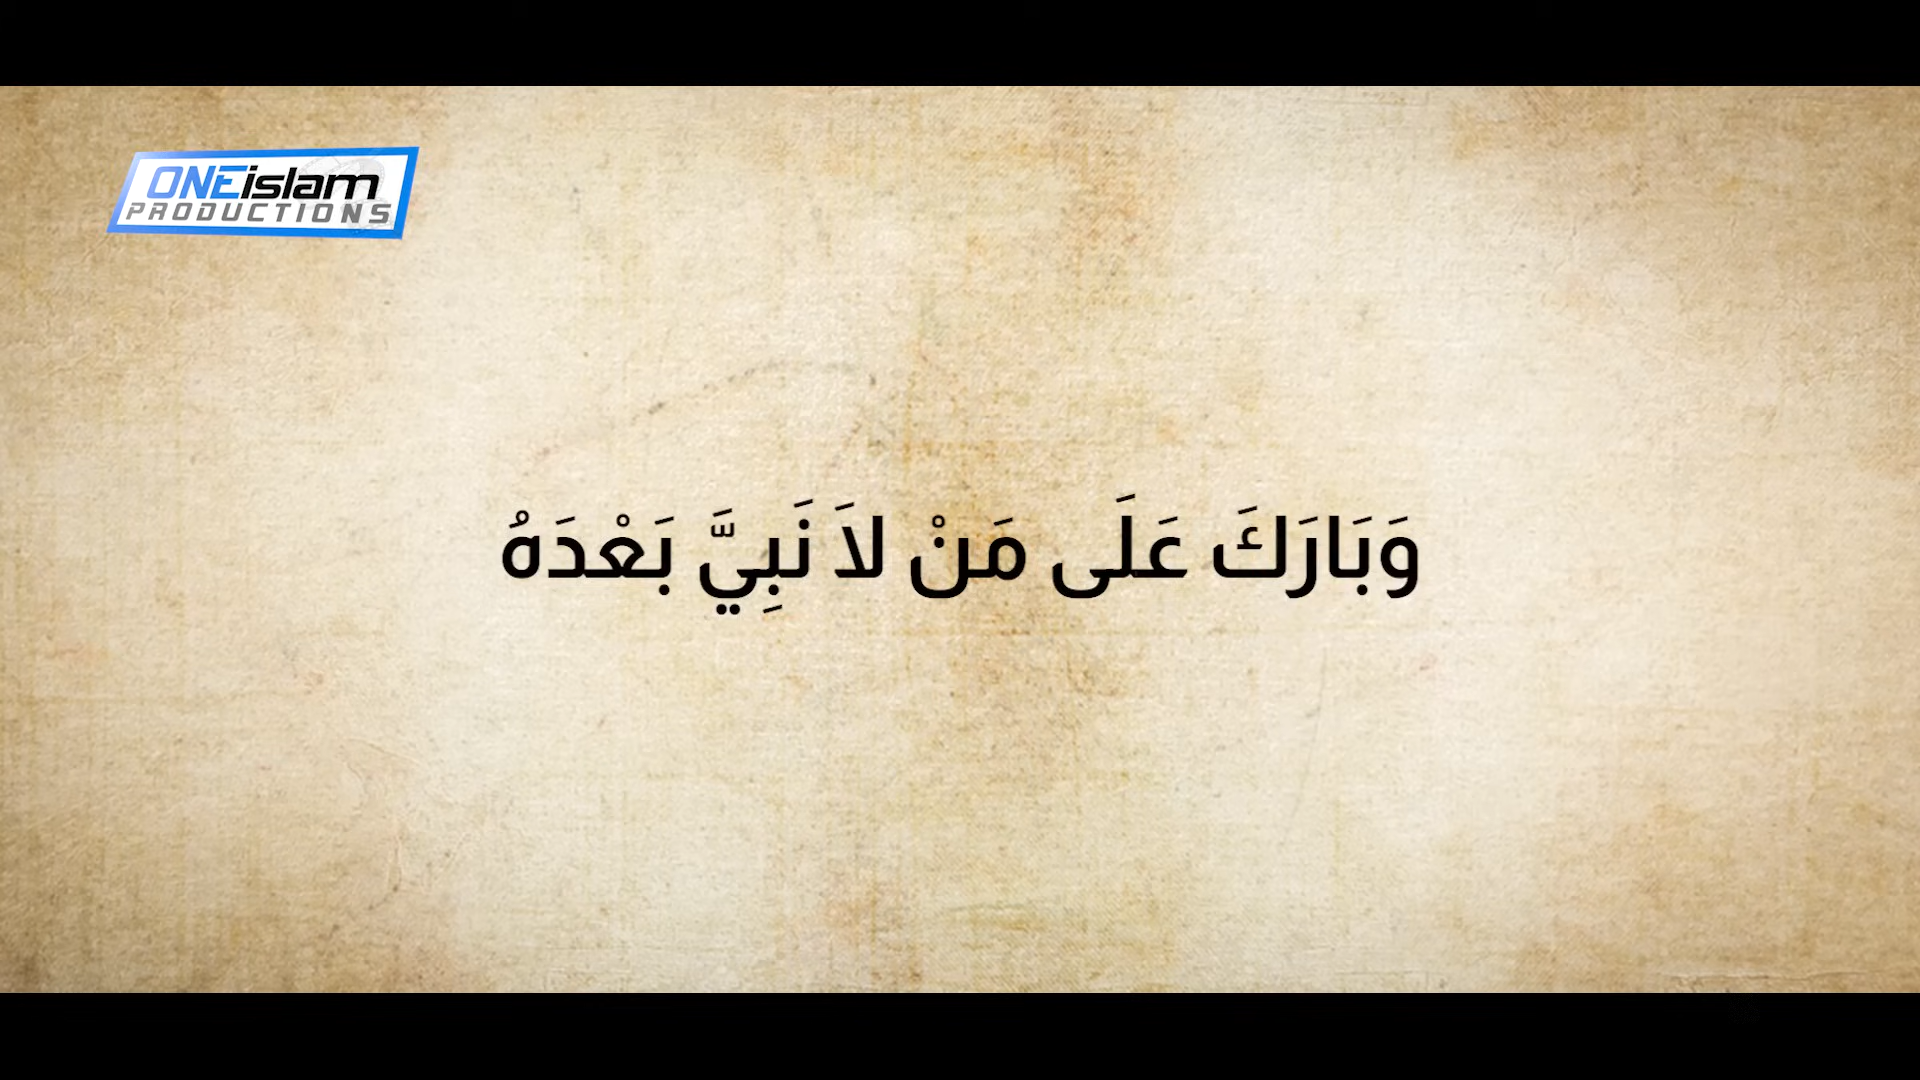 ONEislam
PRODUCTIONS
وَبَارَكَ عَلَى مَنْ لاَ نَبِيَّ بَعْدَهُ